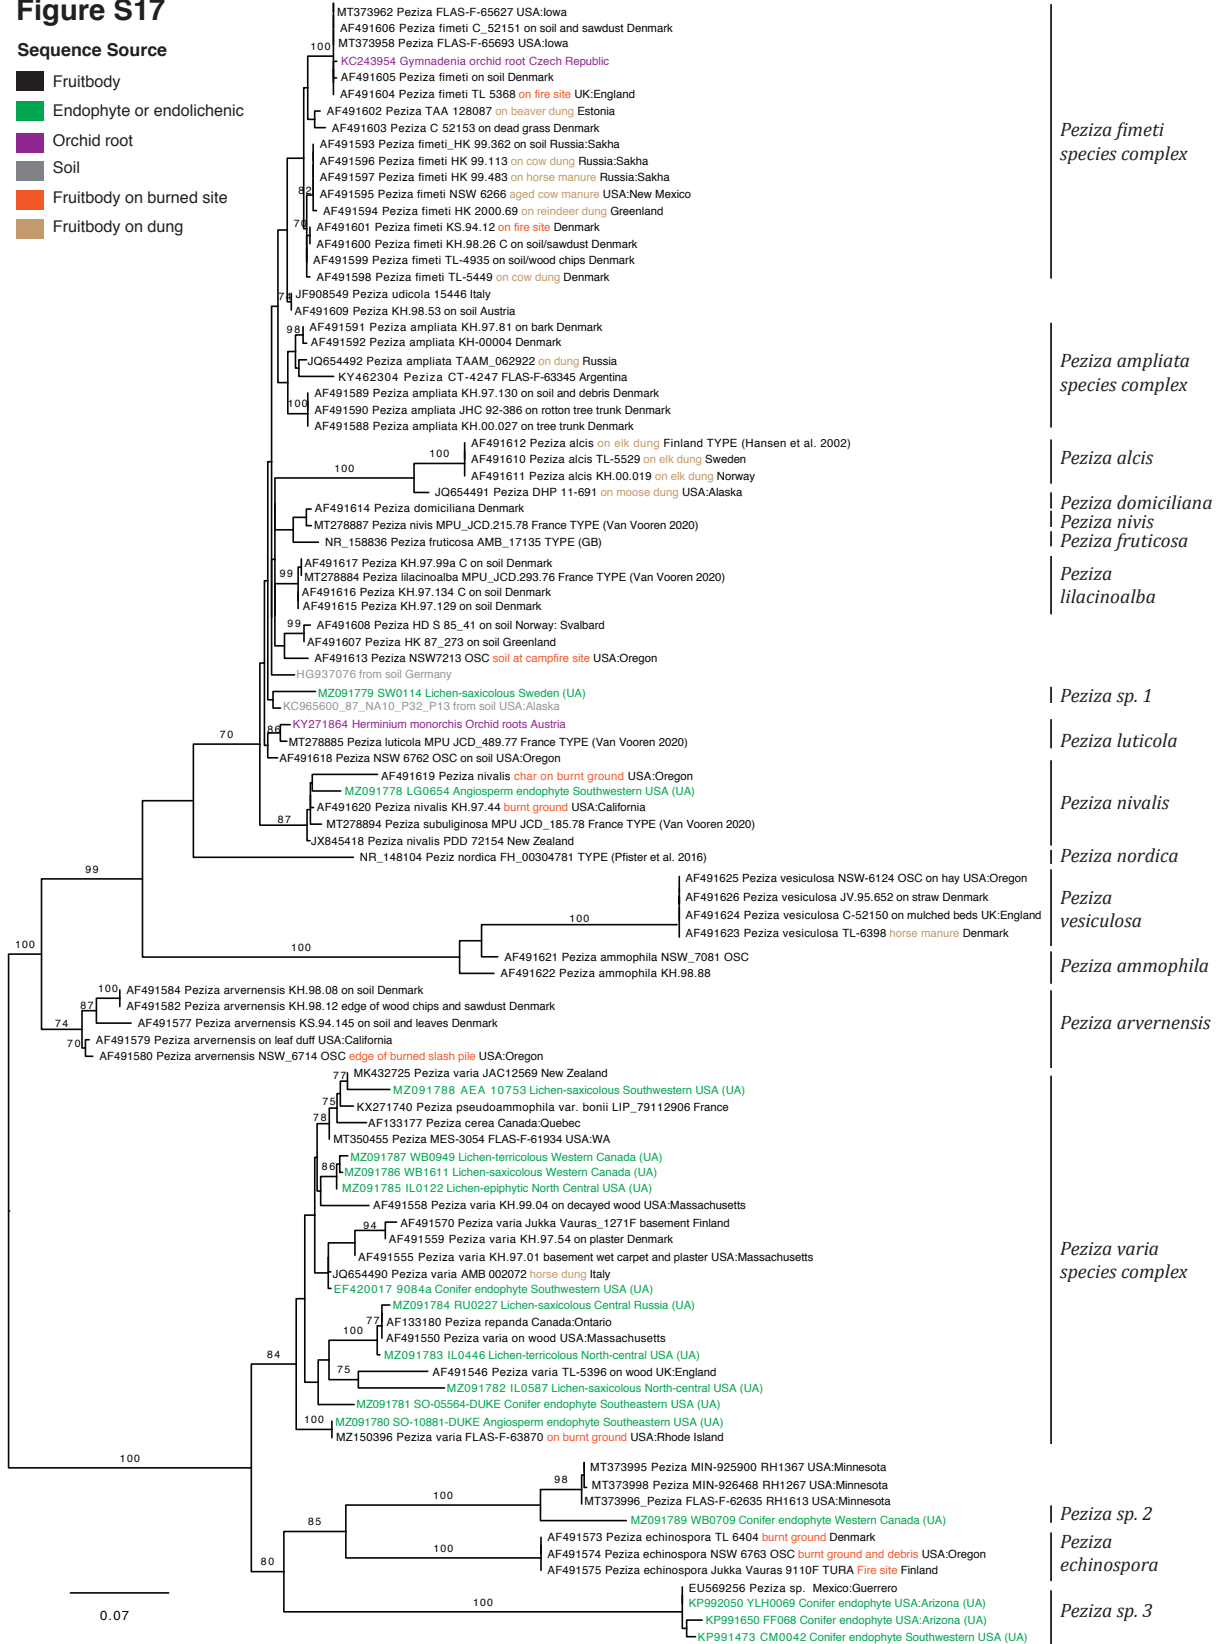 Figure S17
Sequence Source
Fruitbody
Endophyte or endolichenic
Orchid root
Soil
Fruitbody on burned site
Fruitbody on dung
MT373962 Peziza FLAS-F-65627 USA:Iowa
AF491606 Peziza fimeti C_52151 on soil and sawdust Denmark
MT373958 Peziza FLAS-F-65693 USA:Iowa
100
KC243954 Gymnadenia orchid root Czech Republic
AF491605 Peziza fimeti on soil Denmark
AF491604 Peziza fimeti TL 5368 on fire site UK:England
AF491602 Peziza TAA 128087 on beaver dung Estonia
AF491603 Peziza C 52153 on dead grass Denmark
Peziza fimeti
species complex
AF491593 Peziza fimeti_HK 99.362 on soil Russia:Sakha
AF491596 Peziza fimeti HK 99.113 on cow dung Russia:Sakha
AF491597 Peziza fimeti HK 99.483 on horse manure Russia:Sakha
82
AF491595 Peziza fimeti NSW 6266 aged cow manure USA:New Mexico
AF491594 Peziza fimeti HK 2000.69 on reindeer dung Greenland
70
AF491601 Peziza fimeti KS.94.12 on fire site Denmark
AF491600 Peziza fimeti KH.98.26 C on soil/sawdust Denmark
AF491599 Peziza fimeti TL-4935 on soil/wood chips Denmark
AF491598 Peziza fimeti TL-5449 on cow dung Denmark
74
JF908549 Peziza udicola 15446 Italy
AF491609 Peziza KH.98.53 on soil Austria
98
AF491591 Peziza ampliata KH.97.81 on bark Denmark
AF491592 Peziza ampliata KH-00004 Denmark
JQ654492 Peziza ampliata TAAM_062922 on dung Russia
KY462304 Peziza CT-4247 FLAS-F-63345 Argentina
Peziza ampliata
species complex
AF491589 Peziza ampliata KH.97.130 on soil and debris Denmark
100
AF491590 Peziza ampliata JHC 92-386 on rotton tree trunk Denmark
AF491588 Peziza ampliata KH.00.027 on tree trunk Denmark
AF491612 Peziza alcis on elk dung Finland TYPE (Hansen et al. 2002)
100
AF491610 Peziza alcis TL-5529 on elk dung Sweden
Peziza alcis
100
AF491611 Peziza alcis KH.00.019 on elk dung Norway
JQ654491 Peziza DHP 11-691 on moose dung USA:Alaska
AF491614 Peziza domiciliana Denmark
Peziza domiciliana
MT278887 Peziza nivis MPU_JCD.215.78 France TYPE (Van Vooren 2020)
Peziza nivis
NR_158836 Peziza fruticosa AMB_17135 TYPE (GB)
Peziza fruticosa
AF491617 Peziza KH.97.99a C on soil Denmark
99
MT278884 Peziza lilacinoalba MPU_JCD.293.76 France TYPE (Van Vooren 2020)
AF491616 Peziza KH.97.134 C on soil Denmark
AF491615 Peziza KH.97.129 on soil Denmark
Peziza
lilacinoalba
99
AF491608 Peziza HD S 85_41 on soil Norway: Svalbard
AF491607 Peziza HK 87_273 on soil Greenland
AF491613 Peziza NSW7213 OSC soil at campfire site USA:Oregon
HG937076 from soil Germany
MZ091779 SW0114 Lichen-saxicolous Sweden (UA)
Peziza sp. 1
KC965600_87_NA10_P32_P13 from soil USA:Alaska
86
KY271864 Herminium monorchis Orchid roots Austria
70
MT278885 Peziza luticola MPU JCD_489.77 France TYPE (Van Vooren 2020)
Peziza luticola
AF491618 Peziza NSW 6762 OSC on soil USA:Oregon
AF491619 Peziza nivalis char on burnt ground USA:Oregon
MZ091778 LG0654 Angiosperm endophyte Southwestern USA (UA)
AF491620 Peziza nivalis KH.97.44 burnt ground USA:California
Peziza nivalis
87
MT278894 Peziza subuliginosa MPU JCD_185.78 France TYPE (Van Vooren 2020)
JX845418 Peziza nivalis PDD 72154 New Zealand
NR_148104 Peziz nordica FH_00304781 TYPE (Pfister et al. 2016)
Peziza nordica
99
AF491625 Peziza vesiculosa NSW-6124 OSC on hay USA:Oregon
AF491626 Peziza vesiculosa JV.95.652 on straw Denmark
100
AF491624 Peziza vesiculosa C-52150 on mulched beds UK:England
AF491623 Peziza vesiculosa TL-6398 horse manure Denmark
Peziza
vesiculosa
100
100
AF491621 Peziza ammophila NSW_7081 OSC
AF491622 Peziza ammophila KH.98.88
Peziza ammophila
100
AF491584 Peziza arvernensis KH.98.08 on soil Denmark
87
AF491582 Peziza arvernensis KH.98.12 edge of wood chips and sawdust Denmark
74
AF491577 Peziza arvernensis KS.94.145 on soil and leaves Denmark
Peziza arvernensis
70
AF491579 Peziza arvernensis on leaf duff USA:California
AF491580 Peziza arvernensis NSW_6714 OSC edge of burned slash pile USA:Oregon
77
MK432725 Peziza varia JAC12569 New Zealand
MZ091788 AEA 10753 Lichen-saxicolous Southwestern USA (UA)
75
KX271740 Peziza pseudoammophila var. bonii LIP_79112906 France
78
AF133177 Peziza cerea Canada:Quebec
MT350455 Peziza MES-3054 FLAS-F-61934 USA:WA
MZ091787 WB0949 Lichen-terricolous Western Canada (UA)
86
MZ091786 WB1611 Lichen-saxicolous Western Canada (UA)
MZ091785 IL0122 Lichen-epiphytic North Central USA (UA)
AF491558 Peziza varia KH.99.04 on decayed wood USA:Massachusetts
94
AF491570 Peziza varia Jukka Vauras_1271F basement Finland
AF491559 Peziza varia KH.97.54 on plaster Denmark
AF491555 Peziza varia KH.97.01 basement wet carpet and plaster USA:Massachusetts
Peziza varia
species complex
JQ654490 Peziza varia AMB 002072 horse dung Italy
EF420017 9084a Conifer endophyte Southwestern USA (UA)
MZ091784 RU0227 Lichen-saxicolous Central Russia (UA)
77
AF133180 Peziza repanda Canada:Ontario
100
AF491550 Peziza varia on wood USA:Massachusetts
MZ091783 IL0446 Lichen-terricolous North-central USA (UA)
84
75
AF491546 Peziza varia TL-5396 on wood UK:England
MZ091782 IL0587 Lichen-saxicolous North-central USA (UA)
MZ091781 SO-05564-DUKE Conifer endophyte Southeastern USA (UA)
100
MZ091780 SO-10881-DUKE Angiosperm endophyte Southeastern USA (UA)
MZ150396 Peziza varia FLAS-F-63870 on burnt ground USA:Rhode Island
100
MT373995 Peziza MIN-925900 RH1367 USA:Minnesota
98
MT373998 Peziza MIN-926468 RH1267 USA:Minnesota
100
MT373996_Peziza FLAS-F-62635 RH1613 USA:Minnesota
MZ091789 WB0709 Conifer endophyte Western Canada (UA)
Peziza sp. 2
85
AF491573 Peziza echinospora TL 6404 burnt ground Denmark
100
AF491574 Peziza echinospora NSW 6763 OSC burnt ground and debris USA:Oregon
AF491575 Peziza echinospora Jukka Vauras 9110F TURA Fire site Finland
Peziza
echinospora
80
EU569256 Peziza sp. Mexico:Guerrero
100
KP992050 YLH0069 Conifer endophyte USA:Arizona (UA)
KP991650 FF068 Conifer endophyte USA:Arizona (UA)
Peziza sp. 3
KP991473 CM0042 Conifer endophyte Southwestern USA (UA)
0.07